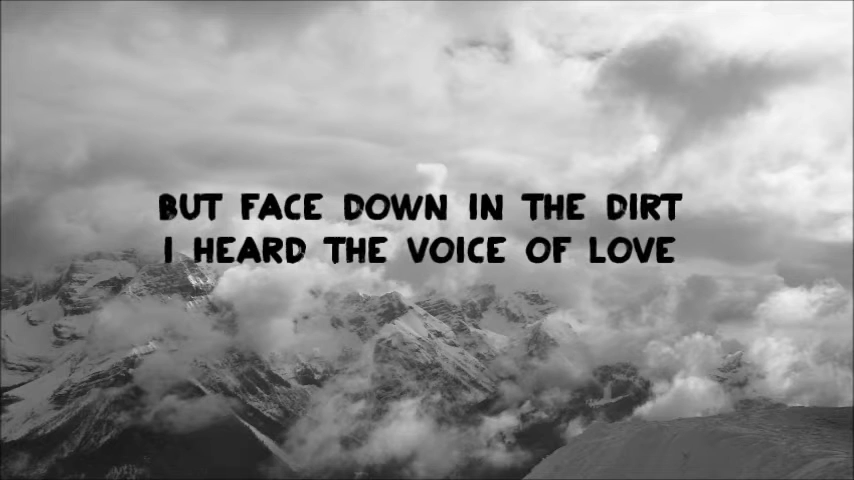 BUT FACE DOWN IN THE DIRT
I HEARD THE VOICE OF LOVE